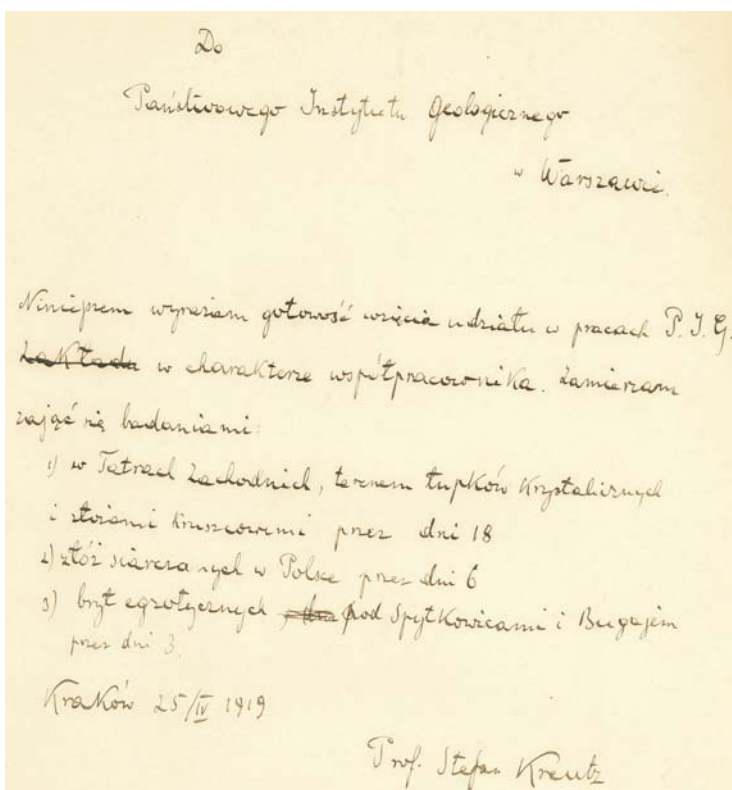 Do
Państwowego Instytutu Geologicznego
w Warszawie.
Niniejszem wyrażam gotowość wzięcia udziału w pracach P. I. G.
Zakładu w charakterze współpracownika. Zamierzam
zająć się badaniami:
1) w Tatrach Zachodnich, terenem łupków krystalicznych
i złożami kruszcowemi przez dni 18
2) złóż siarczanych w Polsce przez dni 6
3) brył egzotycznych pod Spytkowicami i Bugajem
przez dni 3.
Kraków 25/IV 1919
Prof. Stefan Kreutz